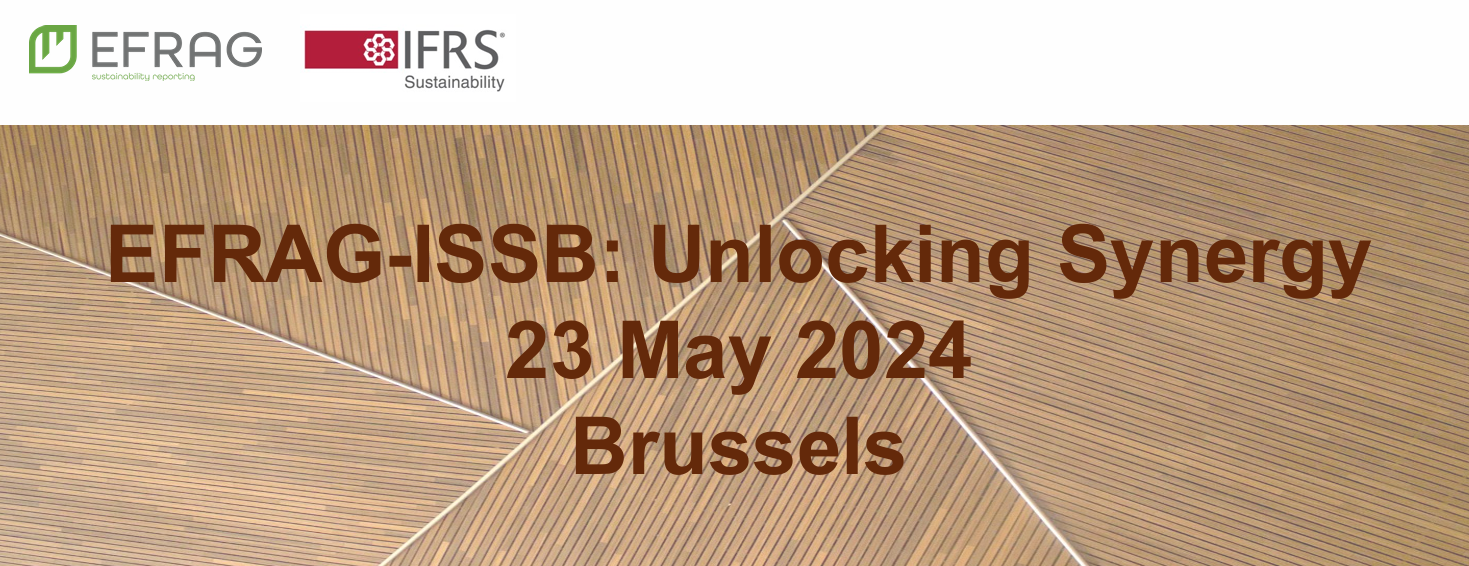 EFRAG
sustainability reporting
IFRS®
Sustainability
EFRAG-ISSB: Unlocking Synergy
23 May 2024
Brussels